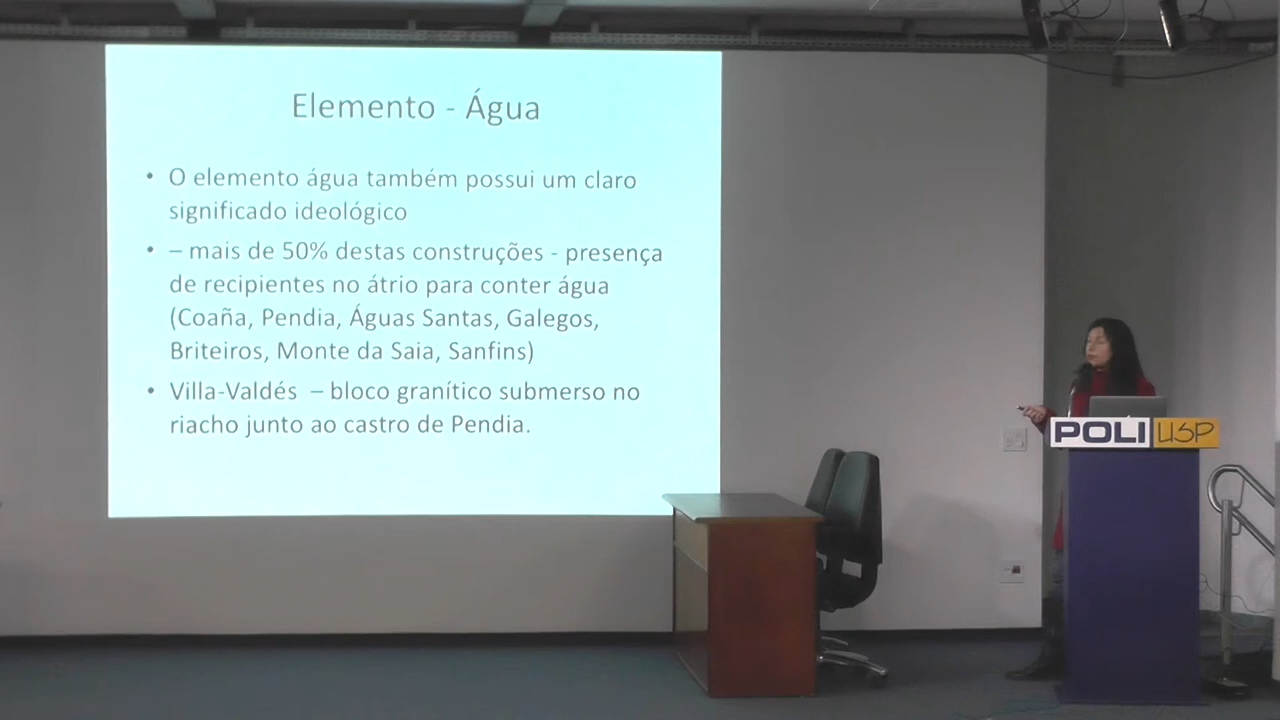 Elemento - Água
• O elemento água também possui um claro
significado ideológico
• – mais de 50% destas construções - presença
de recipientes no átrio para conter água
(Coaña, Pendia, Águas Santas, Galegos,
Briteiros, Monte da Saia, Sanfins)
• Villa-Valdés – bloco granítico submerso no
riacho junto ao castro de Pendia.
POLI USP